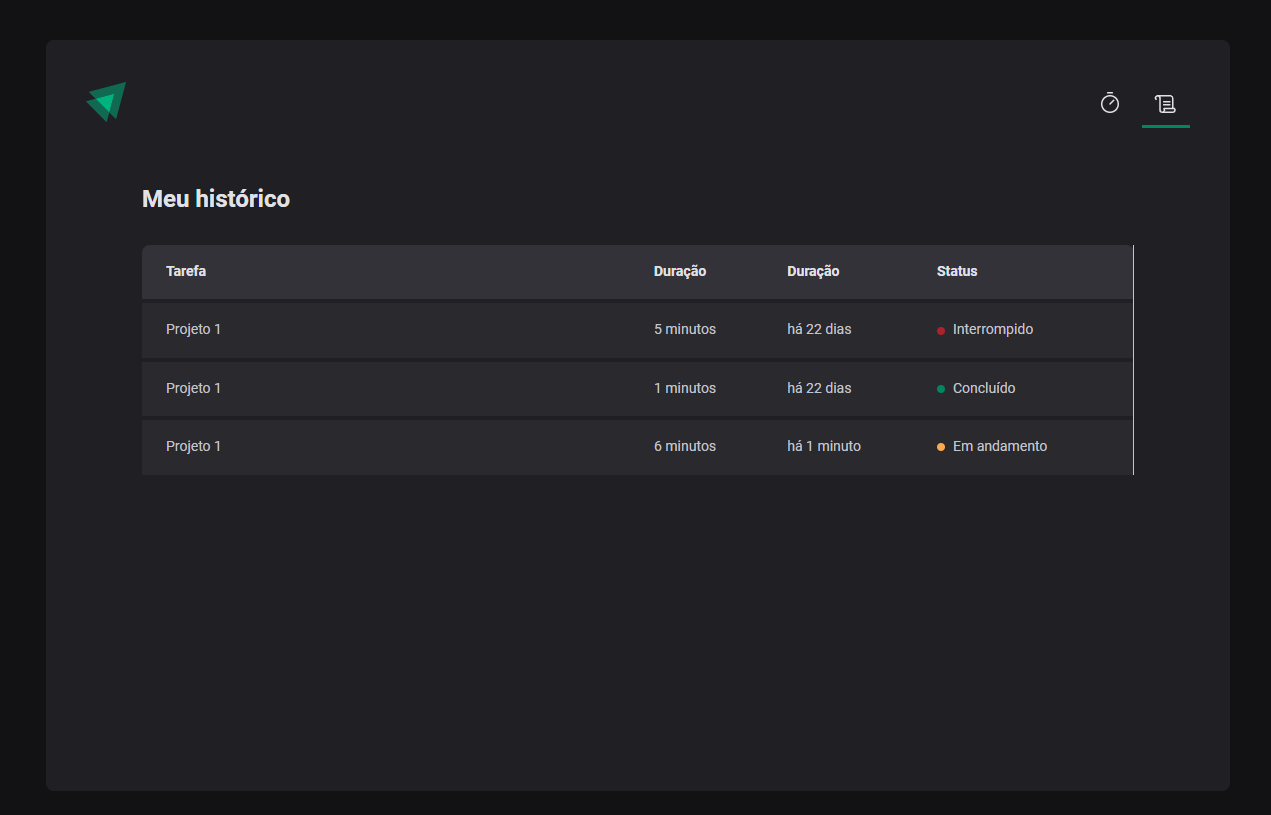 Meu histórico
Tarefa Duração Duração Status
Projeto 1 5 minutos há 22 dias Interrompido
Projeto 1 1 minutos há 22 dias Concluído
Projeto 1 6 minutos há 1 minuto Em andamento